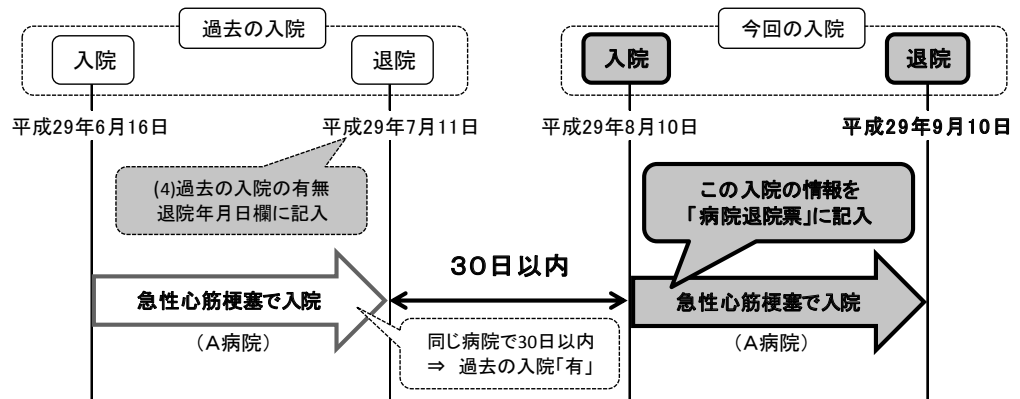 過去の入院
今回の入院
入院
退院
入院
退院
平成29年6月16日
平成29年7月11日
平成29年8月10日
平成29年9月10日
(4)過去の入院の有無
退院年月日欄に記入
この入院の情報を
「病院退院票」に記入
30日以内
急性心筋梗塞で入院
急性心筋梗塞で入院
（A病院）
同じ病院で30日以内
⇒ 過去の入院「有」
（A病院）